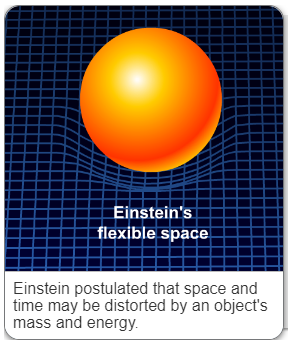 Einstein's
flexible space
Einstein postulated that space and
time may be distorted by an object's
mass and energy.